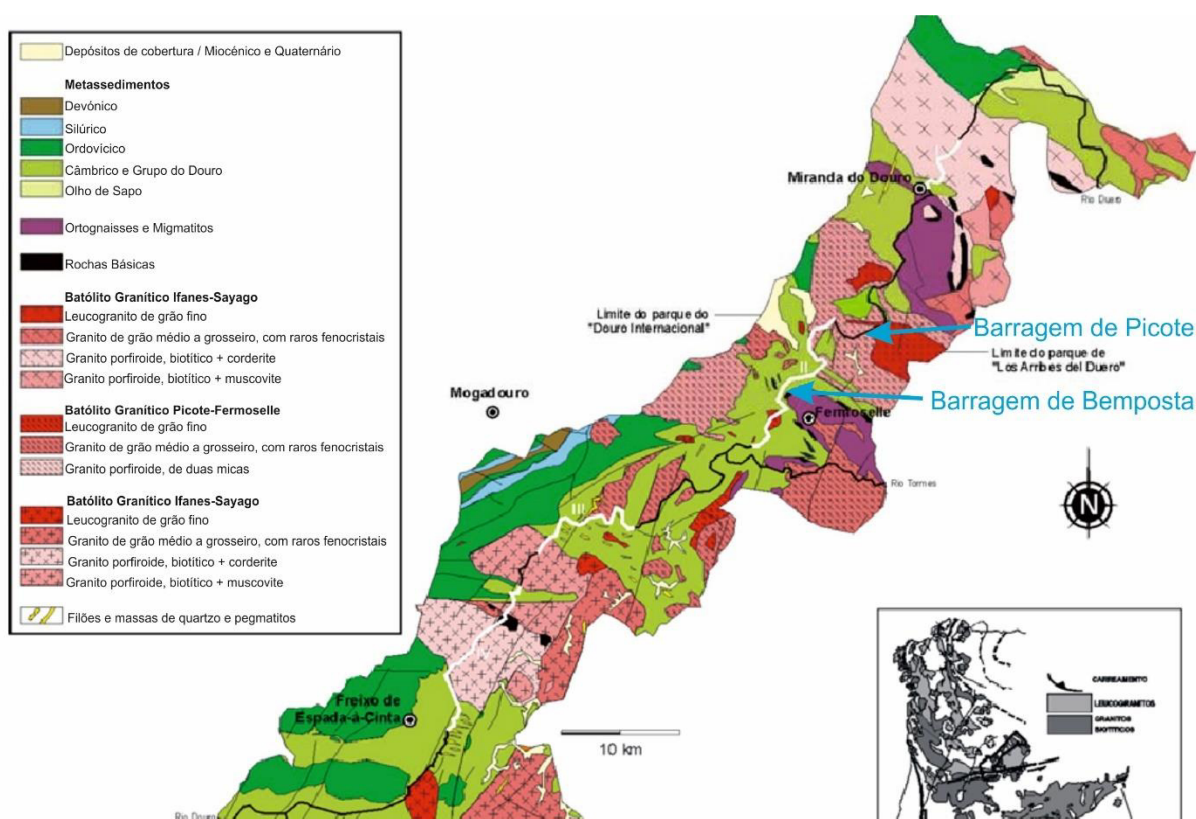 Depósitos de cobertura / Miocénico e Quaternário
Metassedimentos
Devónico
Silúrico
Ordovícico
Câmbrico e Grupo do Douro
Olho de Sapo
Ortognaisses e Migmatitos
Rochas Básicas
Batólito Granítico Ifanes-Sayago
Leucogranito de grão fino
Granito de grão médio a grosseiro, com raros fenocristais
Granito porfiroide, biotítico + corderite
Granito porfiroide, biotítico + muscovite
Batólito Granítico Picote-Fermoselle
Leucogranito de grão fino
Granito de grão médio a grosseiro, com raros fenocristais
Granito porfiroide, de duas micas
Batólito Granítico Ifanes-Sayago
Leucogranito de grão fino
Granito de grão médio a grosseiro, com raros fenocristais
Granito porfiroide, biotítico + corderite
Granito porfiroide, biotítico + muscovite
Filões e massas de quartzo e pegmatitos
Miranda do Douro
Rio Duero
Limite do parque do
"Douro Internacional"
Barragem de Picote
Limite do parque de
"Los Arribes del Duero"
Mogadouro
Barragem de Bemposta
Fermoselle
II
Rio Tormes
III
N
Freixo de
Espada-à-Cinta
10 km
Rio Douro
CARREAMENTO
LEUCOGRANITOS
GRANITOS
BIOTÍTICOS